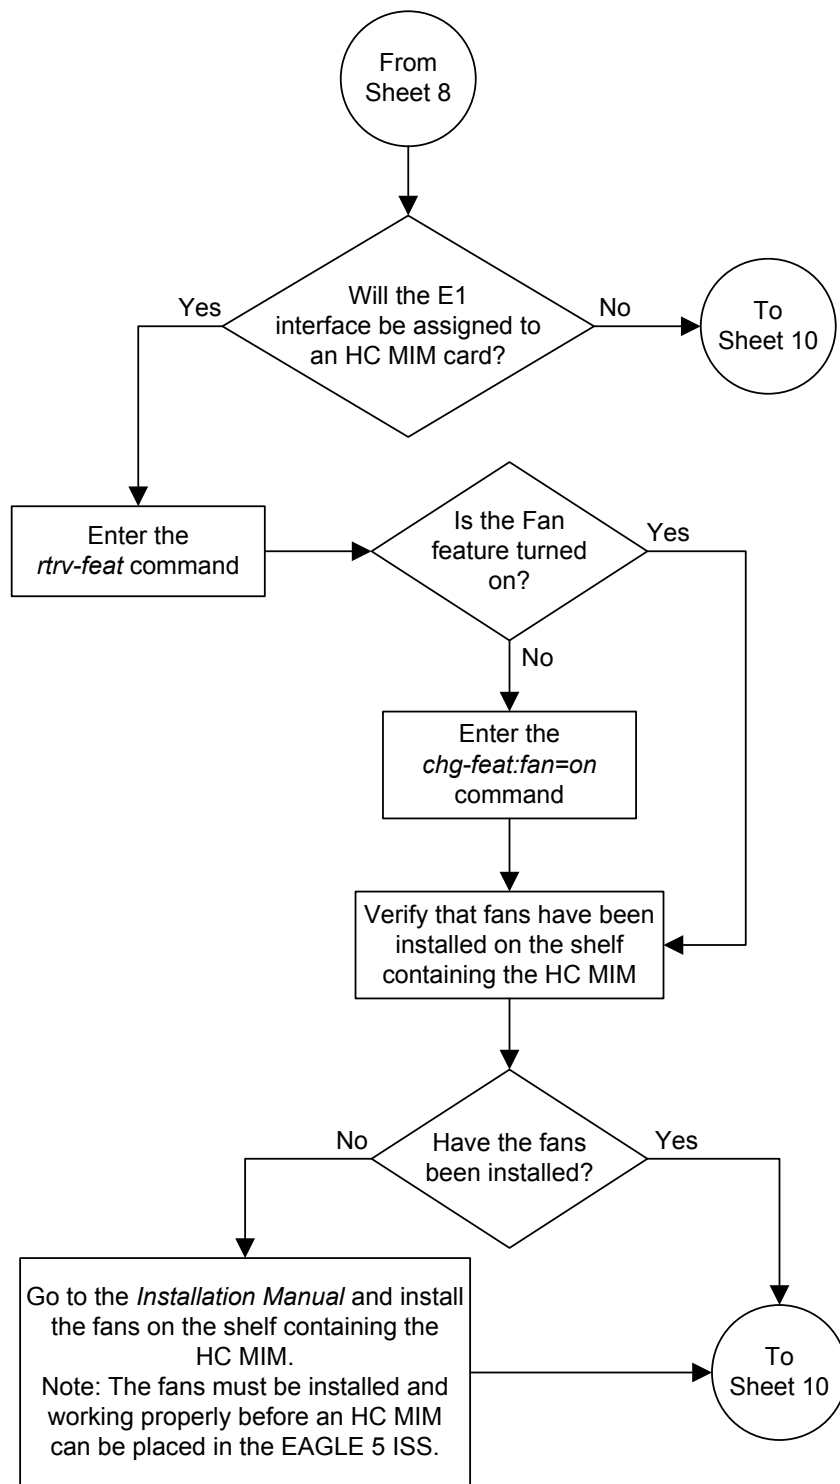 From
Sheet 8
Will the E1
interface be assigned to
an HC MIM card?
Yes
No
To
Sheet 10
Enter the
rtrv-feat command
Is the Fan
feature turned
on?
Yes
No
Enter the
chg-feat:fan=on
command
Verify that fans have been
installed on the shelf
containing the HC MIM
Have the fans
been installed?
No
Yes
Go to the Installation Manual and install
the fans on the shelf containing the
HC MIM.
Note: The fans must be installed and
working properly before an HC MIM
can be placed in the EAGLE 5 ISS.
To
Sheet 10